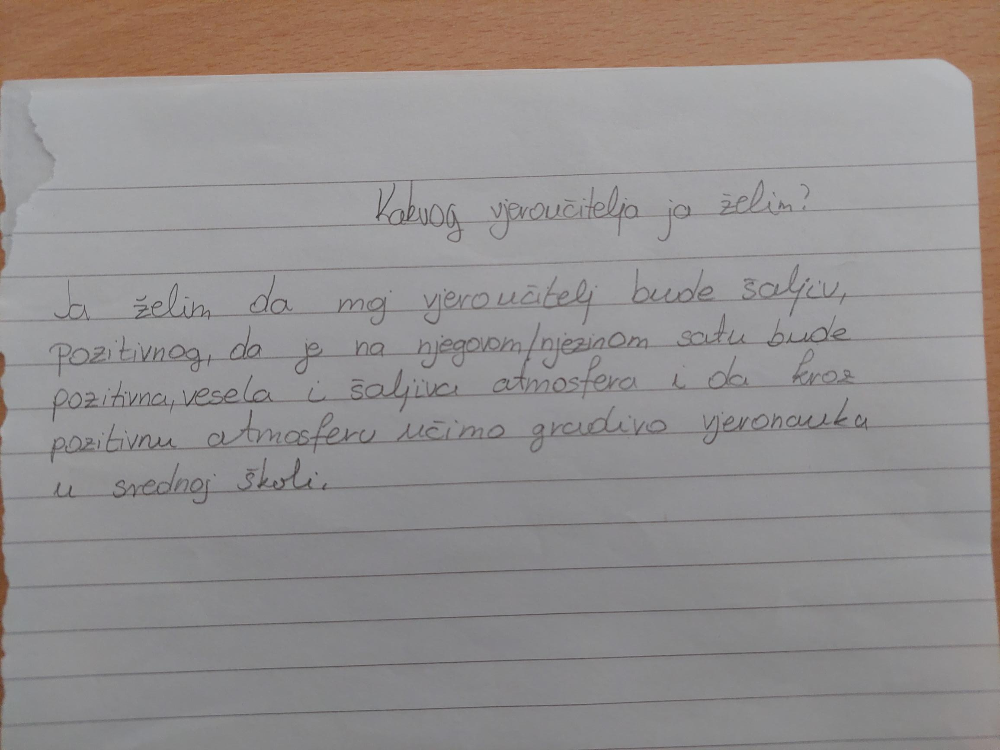 Kakvog vjeroučitelja ja želim?
Ja želim da moj vjeroučitelj bude šaljiv,
pozitivnog, da je na njegovom/njezinom satu bude
pozitivna, vesela i šaljiva atmosfera i da kroz
pozitivnu atmosferu učimo gradivo vjeronauka
u srednoj školi.